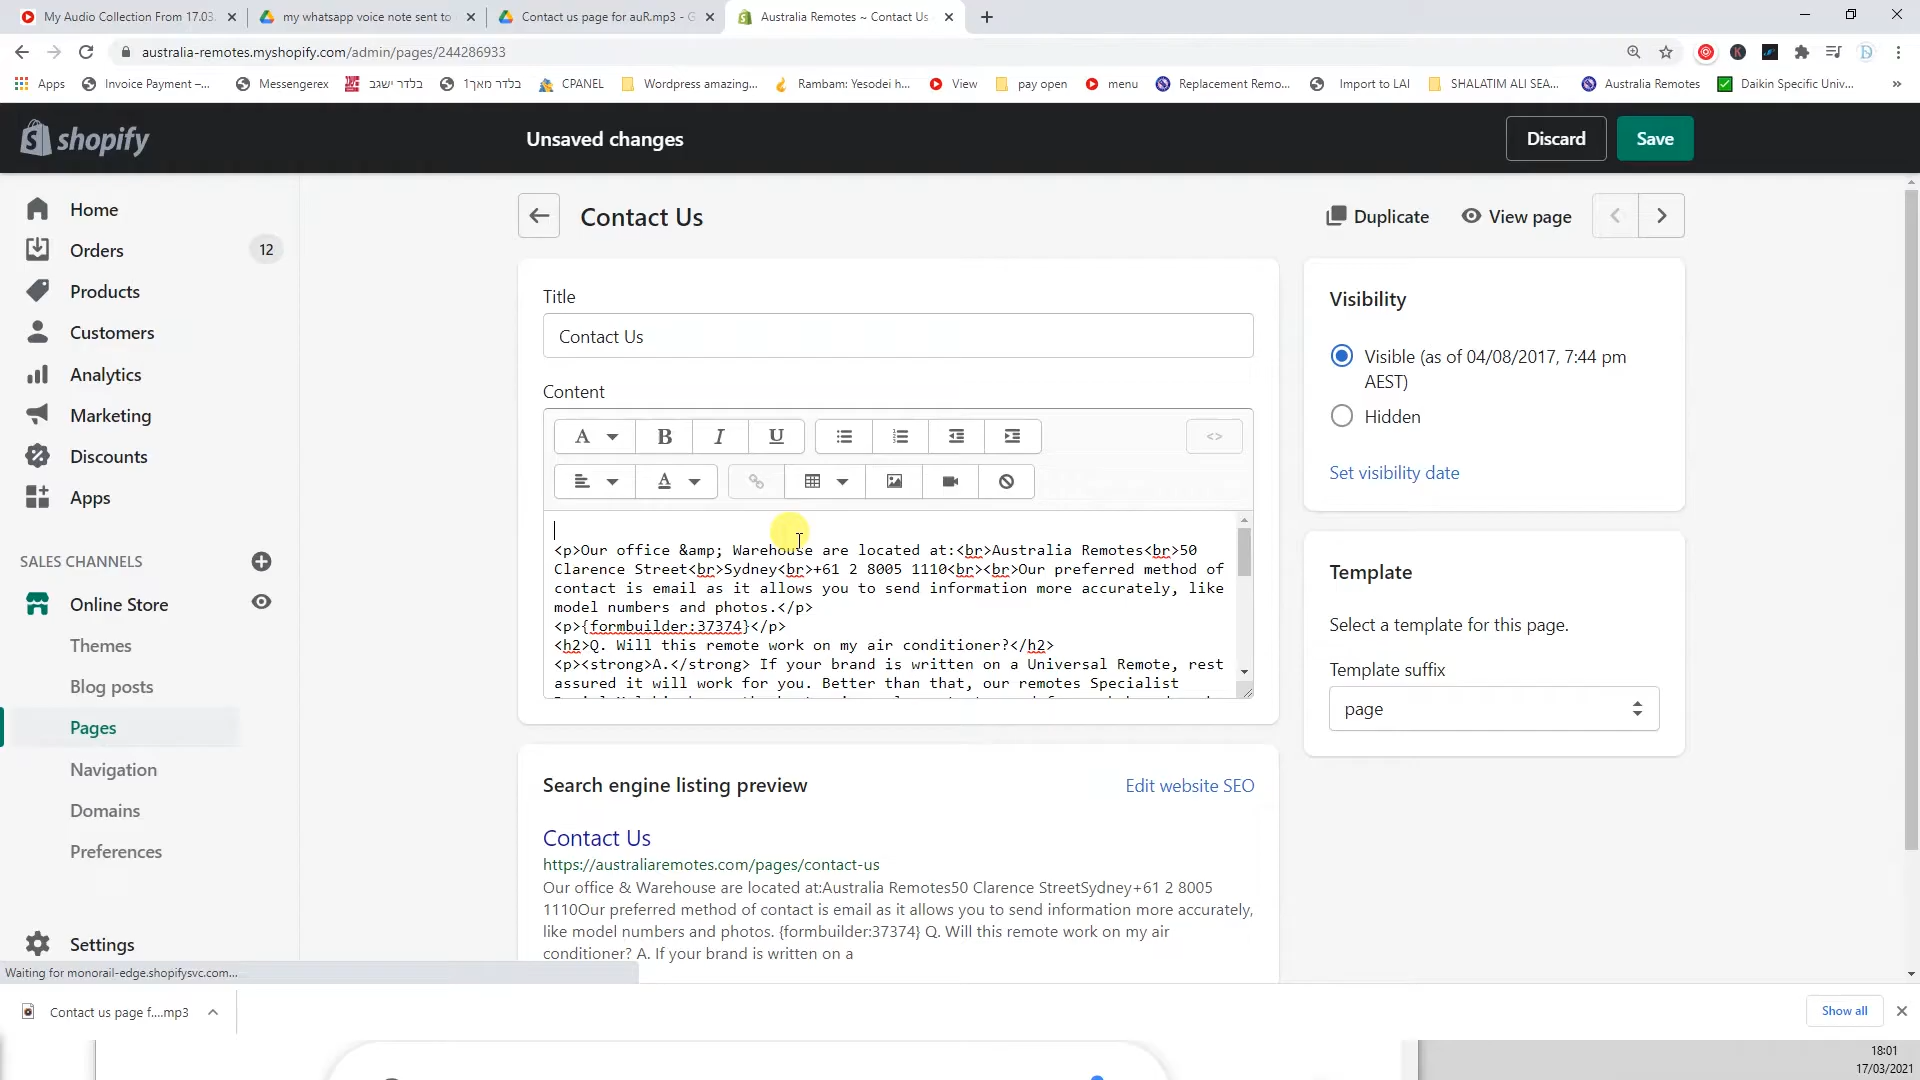 My Audio Collection From 17.03.
my whatsapp voice note sent to
Contact us page for auR.mp3 - G
Australia Remotes ~ Contact Us
australia-remotes.myshopify.com/admin/pages/244286933
Apps
Invoice Payment –...
Messengerex
בלדר ישגב
בלדר מאך1
CPANEL
Wordpress amazing...
Rambam: Yesodei h...
View
pay open
menu
Replacement Remo...
Import to LAI
SHALATIM ALI SEA...
Australia Remotes
Daikin Specific Univ...
»
shopify
Unsaved changes
Discard
Save
Home
Orders
12
Products
Customers
Analytics
Marketing
Discounts
Apps
SALES CHANNELS
Online Store
Themes
Blog posts
Pages
Navigation
Domains
Preferences
Settings
Contact Us
Duplicate
View page
Title
Contact Us
Content
A
B
I
U
<>
A
<p>Our office &amp; Warehouse are located at:<br>Australia Remotes<br>50
Clarence Street<br>Sydney<br>+61 2 8005 1110<br><br>Our preferred method of
contact is email as it allows you to send information more accurately, like
model numbers and photos.</p>
<p>{formbuilder:37374}</p>
<h2>Q. Will this remote work on my air conditioner?</h2>
<p><strong>A.</strong> If your brand is written on a Universal Remote, rest
assured it will work for you. Better than that, our remotes Specialist
Search engine listing preview
Edit website SEO
Contact Us
https://australiaremotes.com/pages/contact-us
Our office & Warehouse are located at:Australia Remotes50 Clarence StreetSydney+61 2 8005
1110Our preferred method of contact is email as it allows you to send information more accurately,
like model numbers and photos. {formbuilder:37374} Q. Will this remote work on my air
conditioner? A. If your brand is written on a
Visibility
Visible (as of 04/08/2017, 7:44 pm
AEST)
Hidden
Set visibility date
Template
Select a template for this page.
Template suffix
page
Waiting for monorail-edge.shopifysvc.com...
Contact us page f....mp3
Show all
18:01
17/03/2021